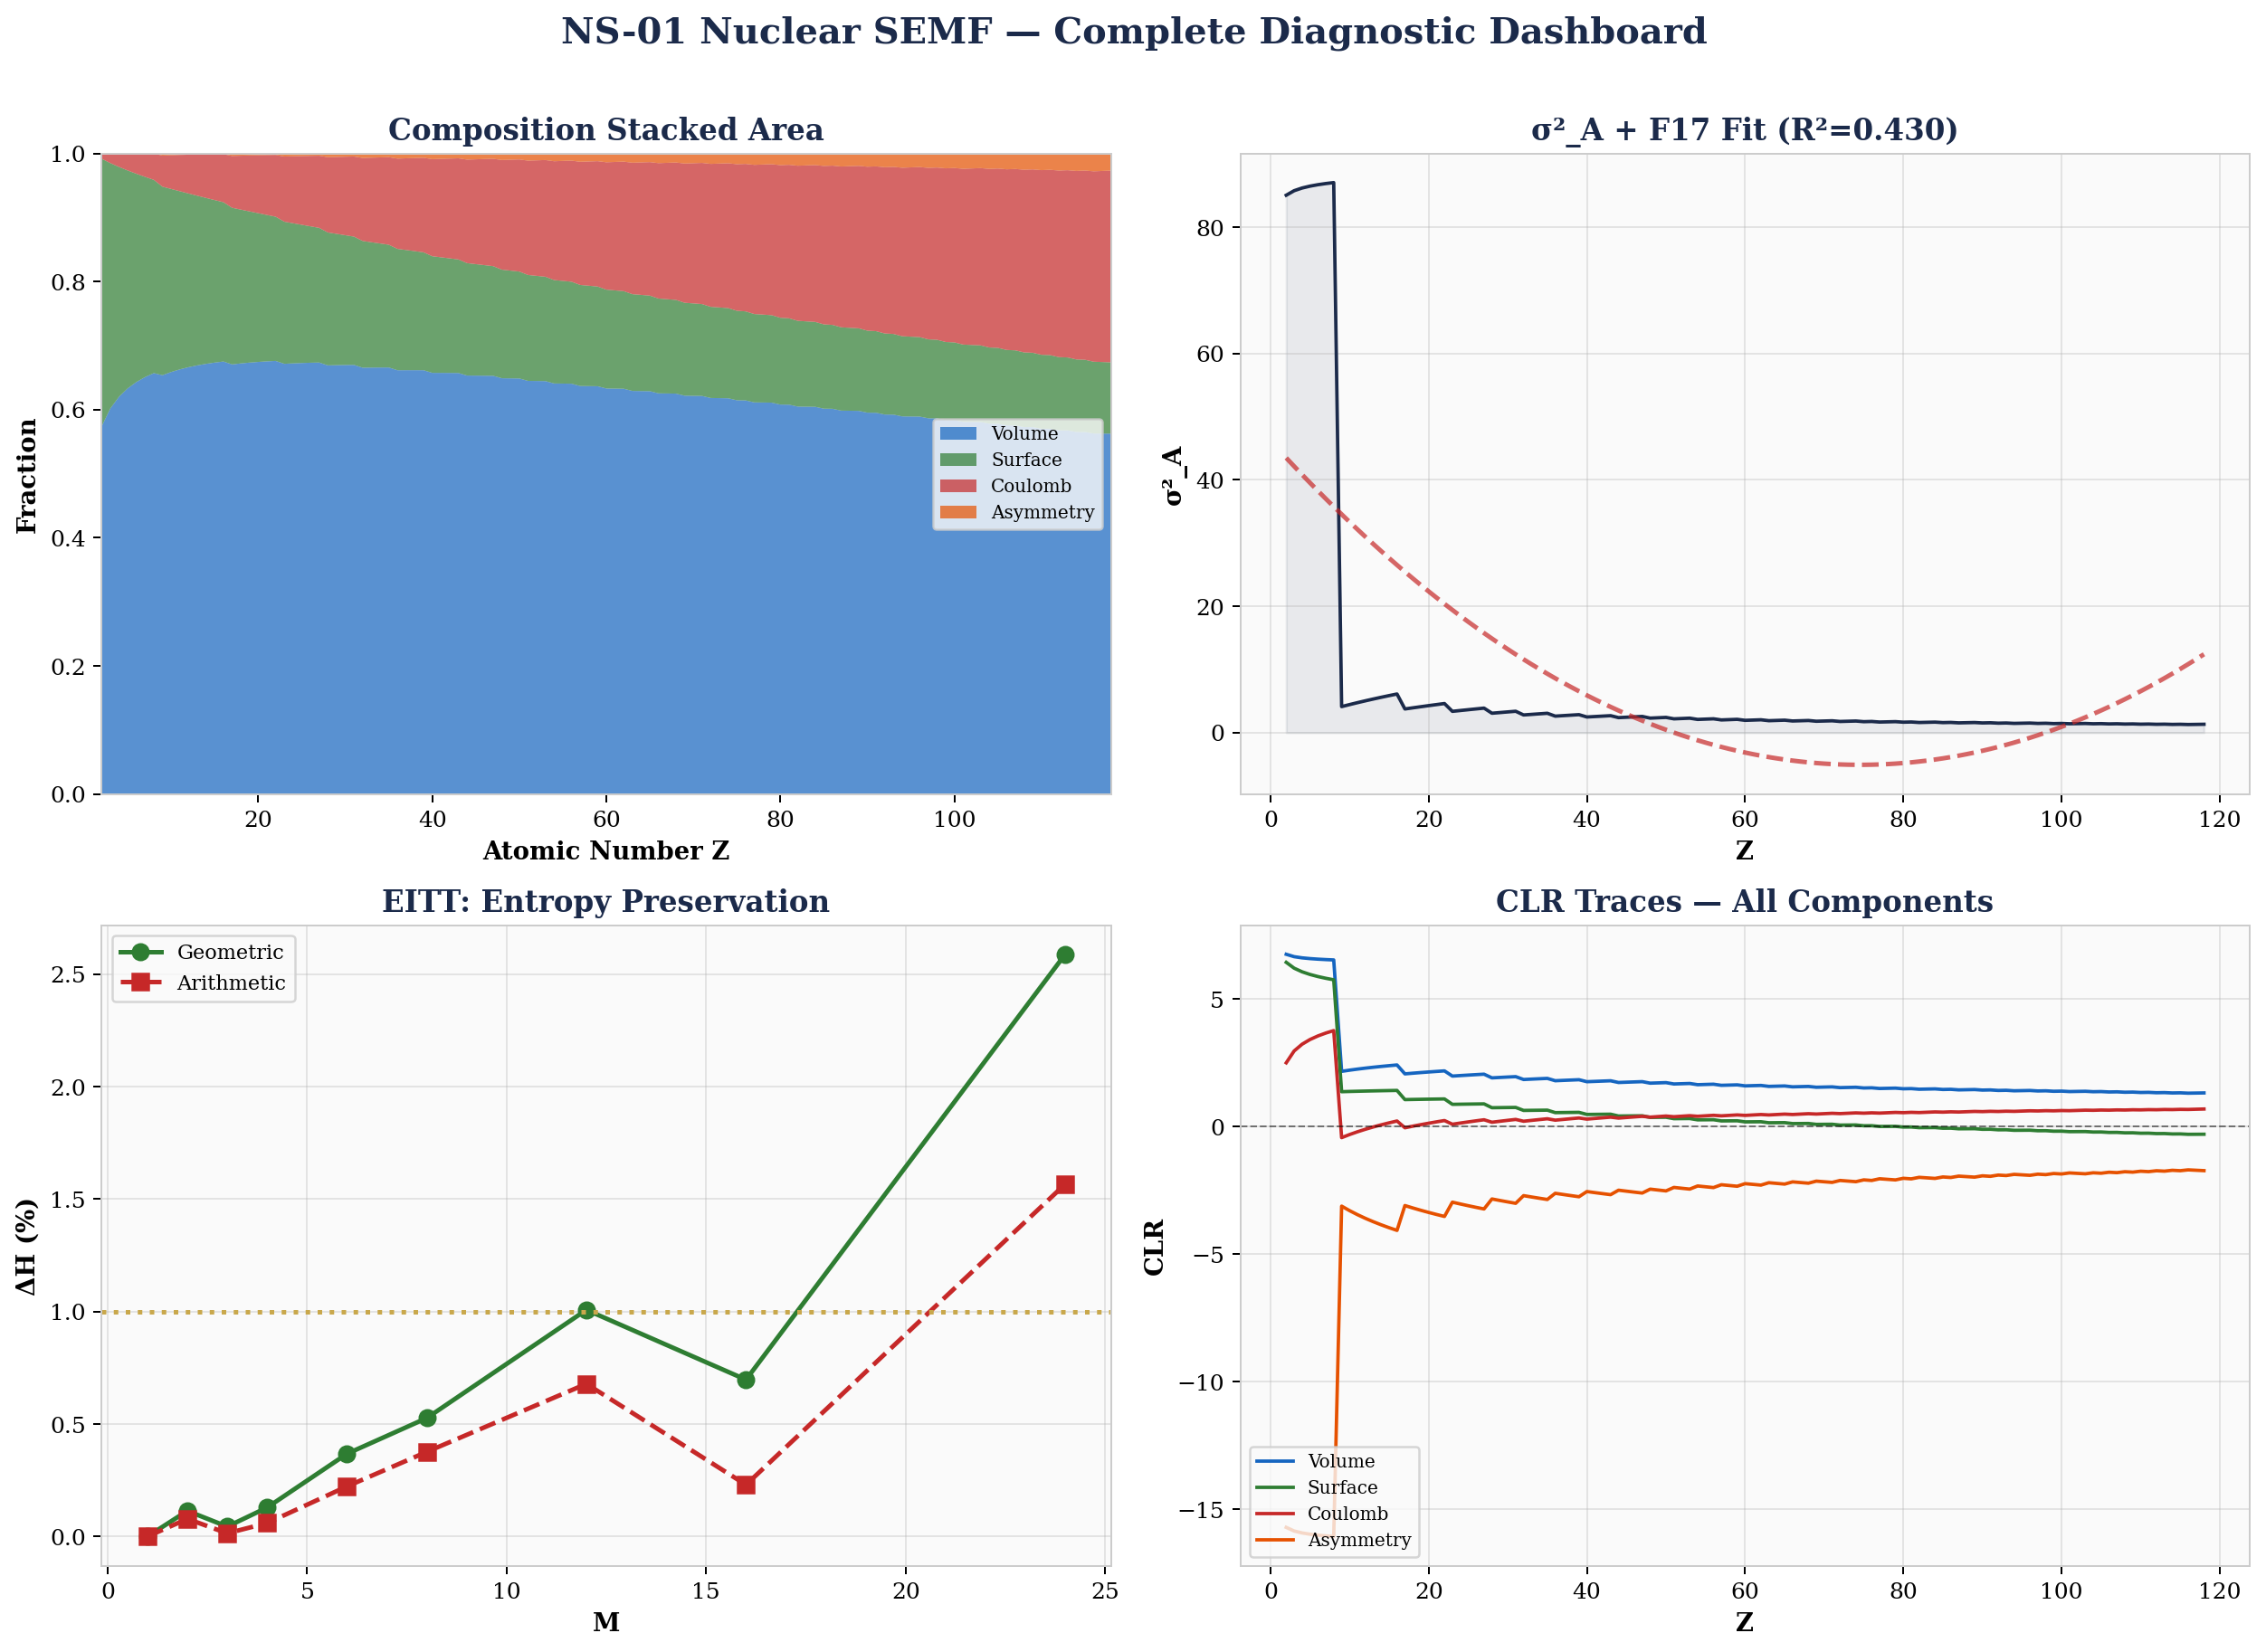 NS-01 Nuclear SEMF — Complete Diagnostic Dashboard
Composition Stacked Area
Fraction
1.0
0.8
0.6
0.4
0.2
0.0
20 40 60 80 100
Atomic Number Z
Volume
Surface
Coulomb
Asymmetry
σ²_A + F17 Fit (R²=0.430)
σ²_A
80
60
40
20
0
0 20 40 60 80 100 120
Z
EITT: Entropy Preservation
Geometric
Arithmetic
ΔH (%)
2.5
2.0
1.5
1.0
0.5
0.0
0 5 10 15 20 25
M
CLR Traces — All Components
CLR
5
0
−5
−10
−15
Volume
Surface
Coulomb
Asymmetry
0 20 40 60 80 100 120
Z